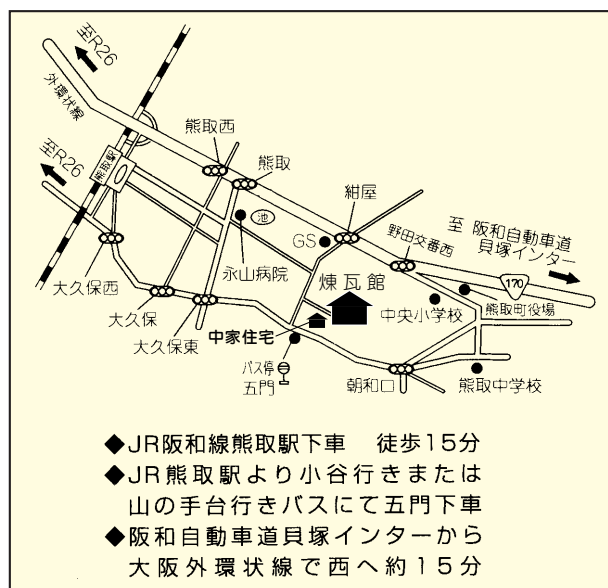 至R26
外環状線
至R26
熊取駅
熊取西
熊取
池
紺屋
GS
野田交番西
至 阪和自動車道
貝塚インター
170
永山病院
煉瓦館
中央小学校
熊取町役場
大久保西
大久保
大久保東
中家住宅
バス停
五門
朝和口
熊取中学校
◆JR阪和線熊取駅下車 徒歩15分
◆JR熊取駅より小谷行きまたは
山の手台行きバスにて五門下車
◆阪和自動車道貝塚インターから
大阪外環状線で西へ約15分